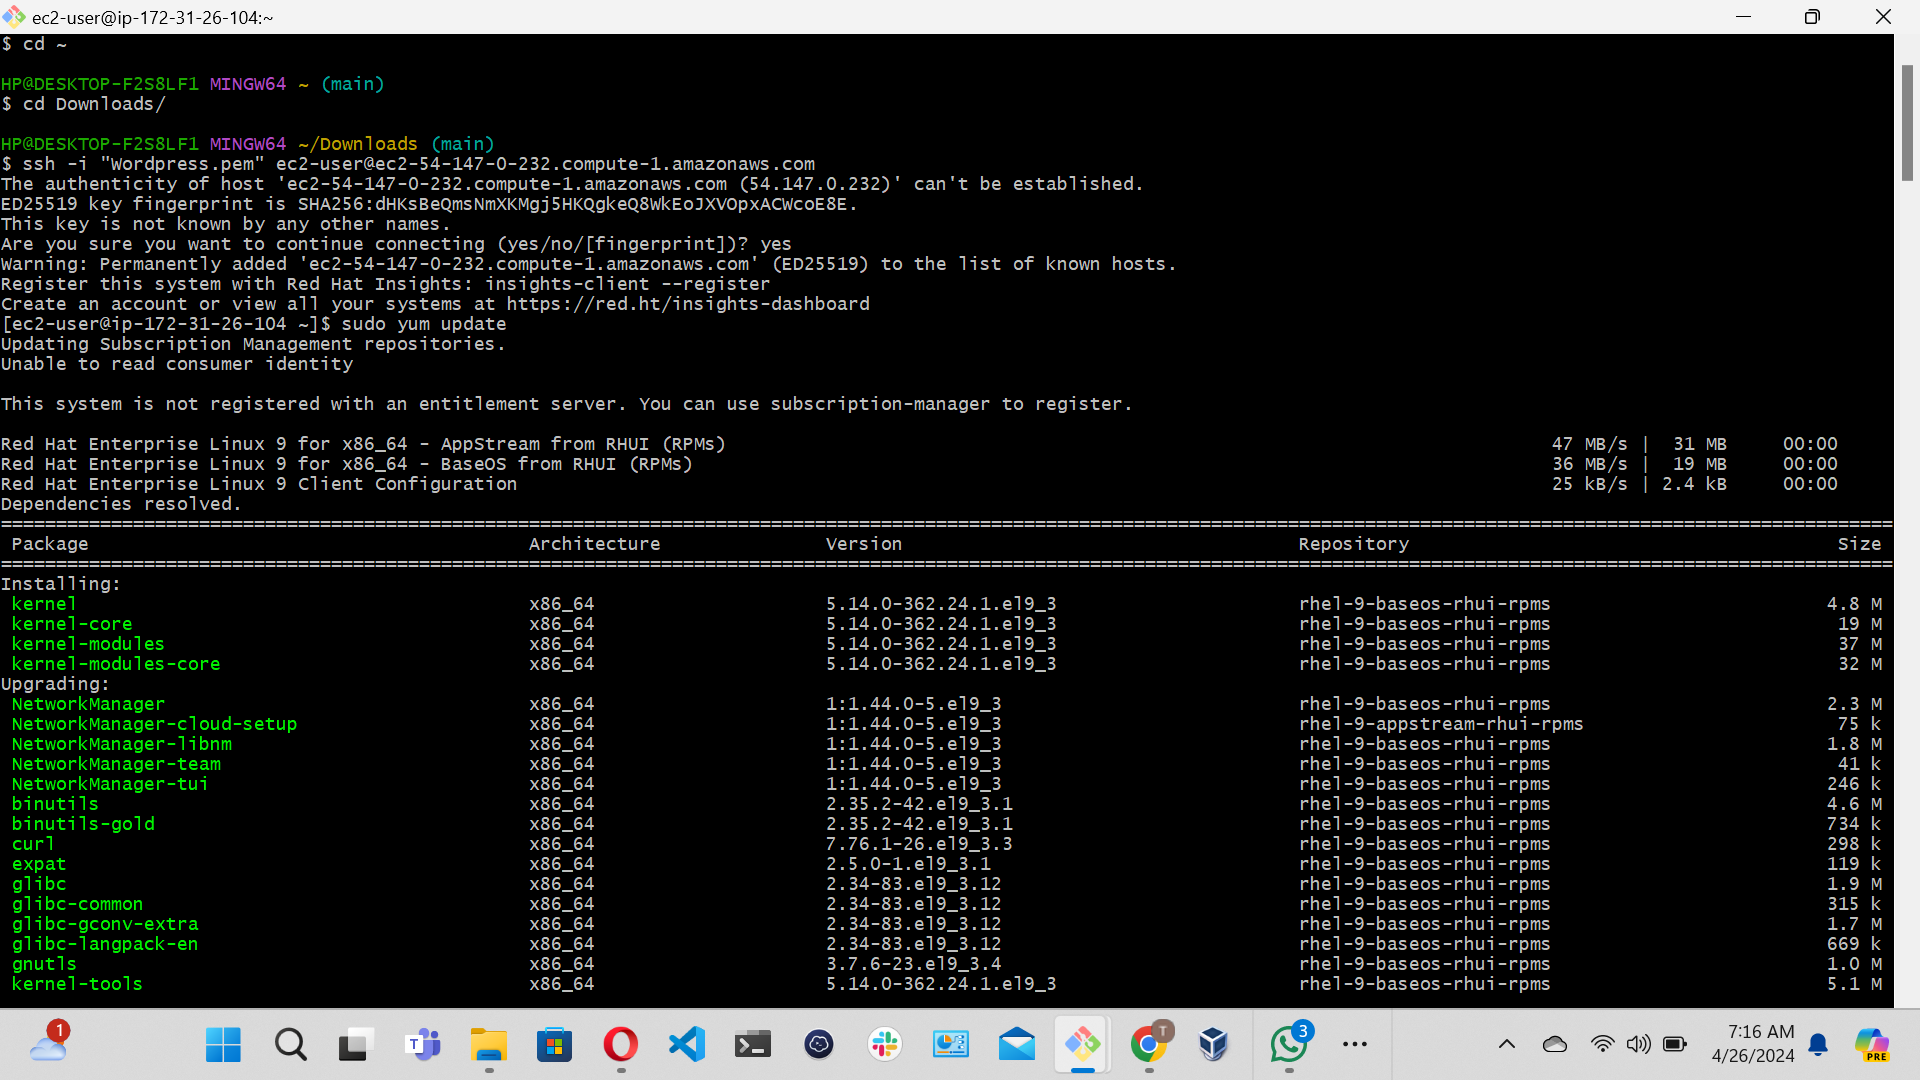 ec2-user@ip-172-31-26-104:~
$ cd ~
HP@DESKTOP-F2S8LF1 MINGW64 ~ (main)
$ cd Downloads/
HP@DESKTOP-F2S8LF1 MINGW64 ~/Downloads (main)
$ ssh -i "Wordpress.pem" ec2-user@ec2-54-147-0-232.compute-1.amazonaws.com
The authenticity of host 'ec2-54-147-0-232.compute-1.amazonaws.com (54.147.0.232)' can't be established.
ED25519 key fingerprint is SHA256:dHKsBeQmsNmXKMgj5HKQgkeQ8WkEoJXVOpxACWcoE8E.
This key is not known by any other names.
Are you sure you want to continue connecting (yes/no/[fingerprint])? yes
Warning: Permanently added 'ec2-54-147-0-232.compute-1.amazonaws.com' (ED25519) to the list of known hosts.
Register this system with Red Hat Insights: insights-client --register
Create an account or view all your systems at https://red.ht/insights-dashboard
[ec2-user@ip-172-31-26-104 ~]$ sudo yum update
Updating Subscription Management repositories.
Unable to read consumer identity
This system is not registered with an entitlement server. You can use subscription-manager to register.
Red Hat Enterprise Linux 9 for x86_64 - AppStream from RHUI (RPMs) 47 MB/s | 31 MB 00:00
Red Hat Enterprise Linux 9 for x86_64 - BaseOS from RHUI (RPMs) 36 MB/s | 19 MB 00:00
Red Hat Enterprise Linux 9 Client Configuration 25 kB/s | 2.4 kB 00:00
Dependencies resolved.
Package Architecture Version Repository Size
Installing:
kernel x86_64 5.14.0-362.24.1.el9_3 rhel-9-baseos-rhui-rpms 4.8 M
kernel-core x86_64 5.14.0-362.24.1.el9_3 rhel-9-baseos-rhui-rpms 19 M
kernel-modules x86_64 5.14.0-362.24.1.el9_3 rhel-9-baseos-rhui-rpms 37 M
kernel-modules-core x86_64 5.14.0-362.24.1.el9_3 rhel-9-baseos-rhui-rpms 32 M
Upgrading:
NetworkManager x86_64 1:1.44.0-5.el9_3 rhel-9-baseos-rhui-rpms 2.3 M
NetworkManager-cloud-setup x86_64 1:1.44.0-5.el9_3 rhel-9-appstream-rhui-rpms 75 k
NetworkManager-libnm x86_64 1:1.44.0-5.el9_3 rhel-9-baseos-rhui-rpms 1.8 M
NetworkManager-team x86_64 1:1.44.0-5.el9_3 rhel-9-baseos-rhui-rpms 41 k
NetworkManager-tui x86_64 1:1.44.0-5.el9_3 rhel-9-baseos-rhui-rpms 246 k
binutils x86_64 2.35.2-42.el9_3.1 rhel-9-baseos-rhui-rpms 4.6 M
binutils-gold x86_64 2.35.2-42.el9_3.1 rhel-9-baseos-rhui-rpms 734 k
curl x86_64 7.76.1-26.el9_3.3 rhel-9-baseos-rhui-rpms 298 k
expat x86_64 2.5.0-1.el9_3.1 rhel-9-baseos-rhui-rpms 119 k
glibc x86_64 2.34-83.el9_3.12 rhel-9-baseos-rhui-rpms 1.9 M
glibc-common x86_64 2.34-83.el9_3.12 rhel-9-baseos-rhui-rpms 315 k
glibc-gconv-extra x86_64 2.34-83.el9_3.12 rhel-9-baseos-rhui-rpms 1.7 M
glibc-langpack-en x86_64 2.34-83.el9_3.12 rhel-9-baseos-rhui-rpms 669 k
gnutls x86_64 3.7.6-23.el9_3.4 rhel-9-baseos-rhui-rpms 1.0 M
kernel-tools x86_64 5.14.0-362.24.1.el9_3 rhel-9-baseos-rhui-rpms 5.1 M
1
T
T
3
7:16 AM
4/26/2024
PRE